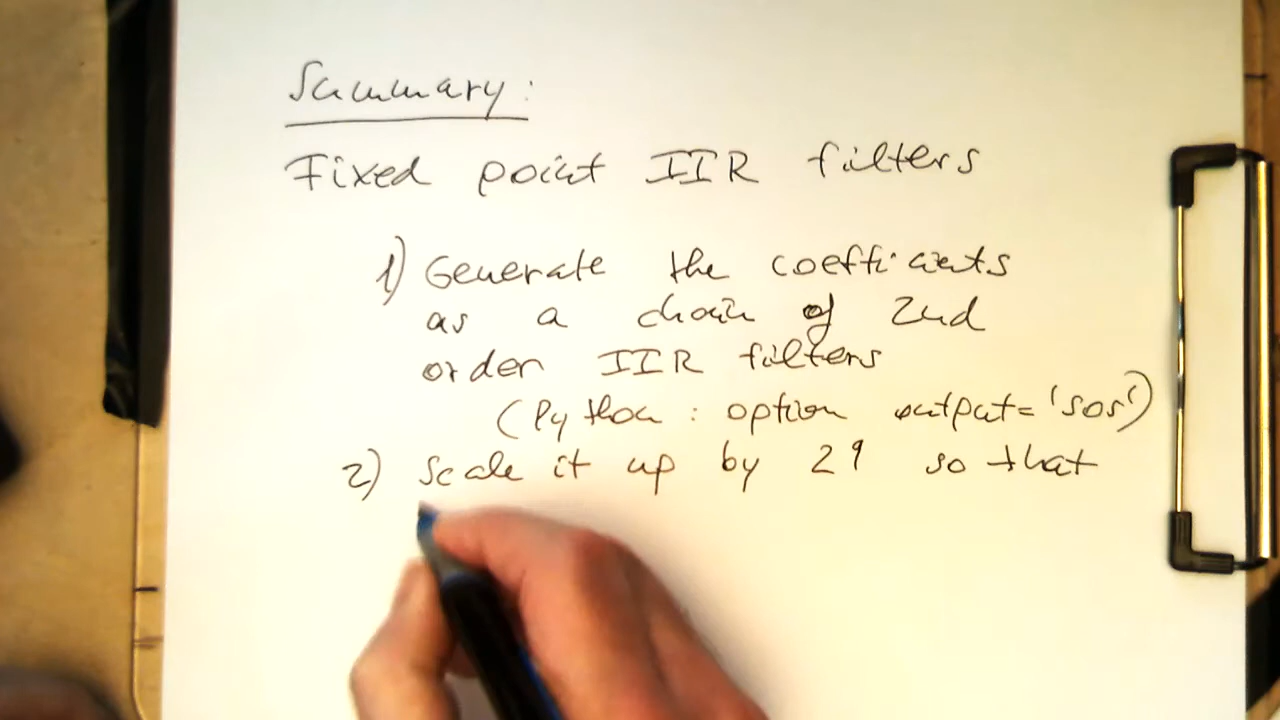 Summary:
Fixed point IIR filters
1) Generate the coefficients
as a chain of 2nd
order IIR filters
(Python: option output='sos')
2) scale it up by 2q so that